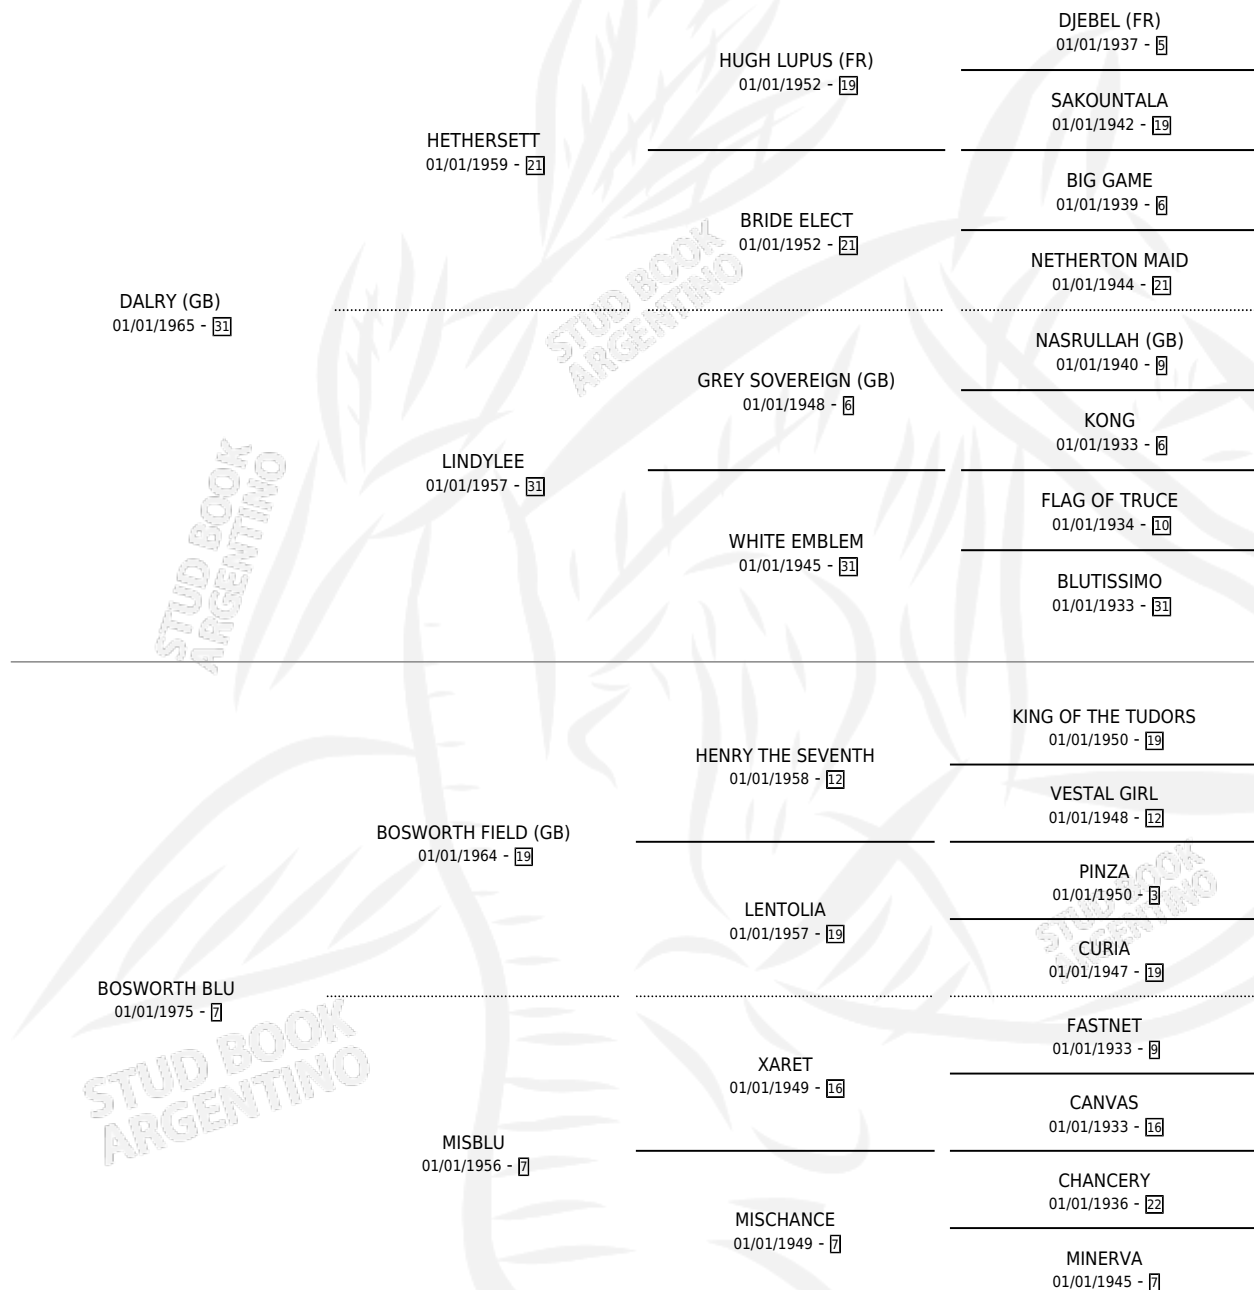 DJEBEL (FR)
01/01/1937 - 5
HUGH LUPUS (FR)
01/01/1952 - 19
SAKOUNTALA
01/01/1942 - 19
HETHERSETT
01/01/1959 - 21
BIG GAME
01/01/1939 - 6
BRIDE ELECT
01/01/1952 - 21
NETHERTON MAID
01/01/1944 - 21
DALRY (GB)
01/01/1965 - 31
NASRULLAH (GB)
01/01/1940 - 9
GREY SOVEREIGN (GB)
01/01/1948 - 6
KONG
01/01/1933 - 6
LINDYLEE
01/01/1957 - 31
FLAG OF TRUCE
01/01/1934 - 10
WHITE EMBLEM
01/01/1945 - 31
BLUTISSIMO
01/01/1933 - 31
STUD BOOK
ARGENTINO
STUD BOOK
ARGENTINO
KING OF THE TUDORS
01/01/1950 - 19
HENRY THE SEVENTH
01/01/1958 - 12
VESTAL GIRL
01/01/1948 - 12
BOSWORTH FIELD (GB)
01/01/1964 - 19
PINZA
01/01/1950 - 3
LENTOLIA
01/01/1957 - 19
CURIA
01/01/1947 - 19
STUD BOOK
ARGENTINO
BOSWORTH BLU
01/01/1975 - 7
FASTNET
01/01/1933 - 9
XARET
01/01/1949 - 16
CANVAS
01/01/1933 - 16
STUD BOOK
ARGENTINO
MISBLU
01/01/1956 - 7
CHANCERY
01/01/1936 - 22
MISCHANCE
01/01/1949 - 7
MINERVA
01/01/1945 - 7